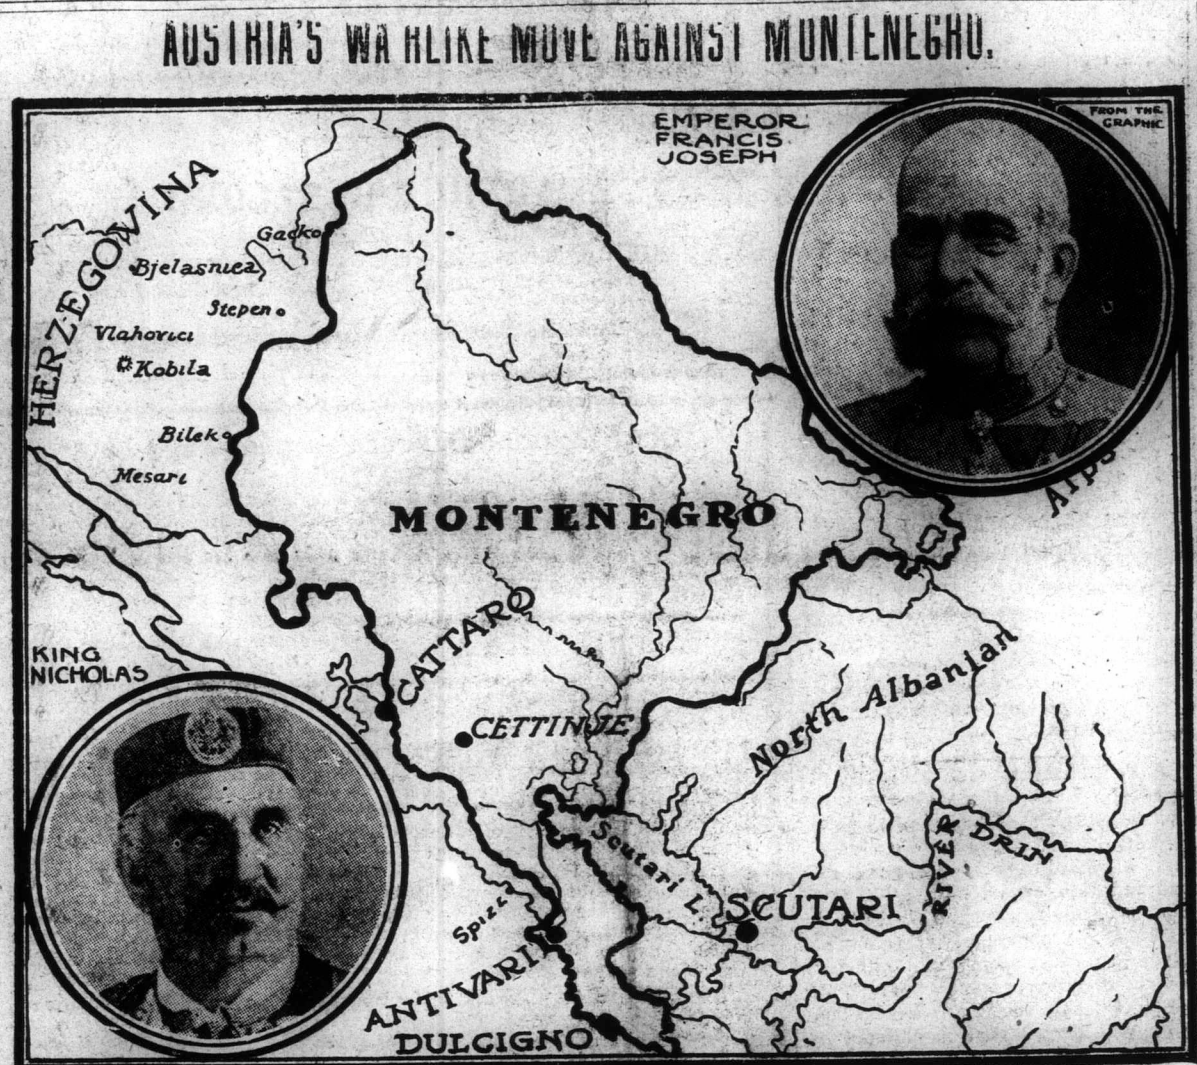 AUSTRIA'S WARLIKE MOVE AGAINST MONTENEGRO.
EMPEROR
FRANCIS
JOSEPH
FROM THE
GRAPHIC
HERZEGOWINA
Gacko
Bjelasnica
Stepen
Vlahovici
Kobila
Bilek
Mesari
Alps
MONTENEGRO
CATTARO
KING
NICHOLAS
CETTINJE
North Albanian
Scutari L.
SCUTARI
RIVER DRIN
Spizz
ANTIVARI
DULCIGNO